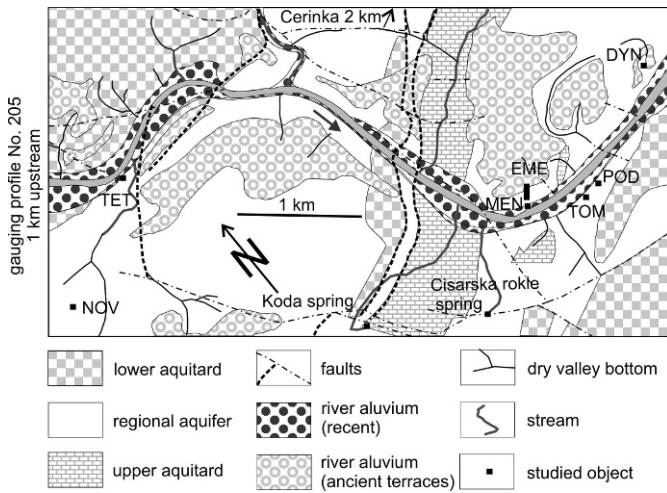 Cerinka 2 km
DYN
gauging profile No. 205
1 km upstream
EME
POD
TET
MEN
TOM
1 km
N
Koda spring
Cisarska rokle
spring
NOV
lower aquitard
faults
dry valley bottom
regional aquifer
river aluvium
(recent)
stream
upper aquitard
river aluvium
(ancient terraces)
studied object